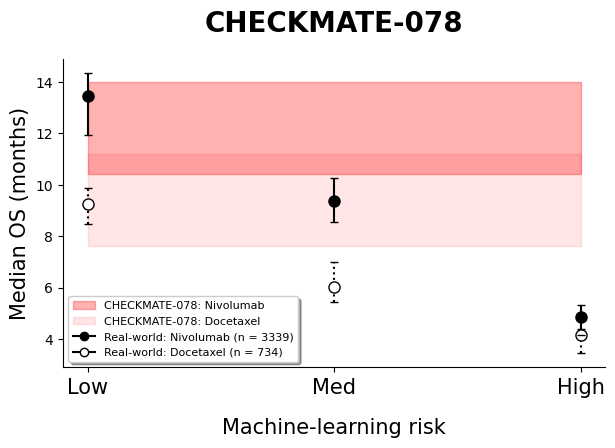 CHECKMATE-078
Median OS (months)
14
12
10
8
6
4
CHECKMATE-078: Nivolumab
CHECKMATE-078: Docetaxel
Real-world: Nivolumab (n = 3339)
Real-world: Docetaxel (n = 734)
Low Med High
Machine-learning risk